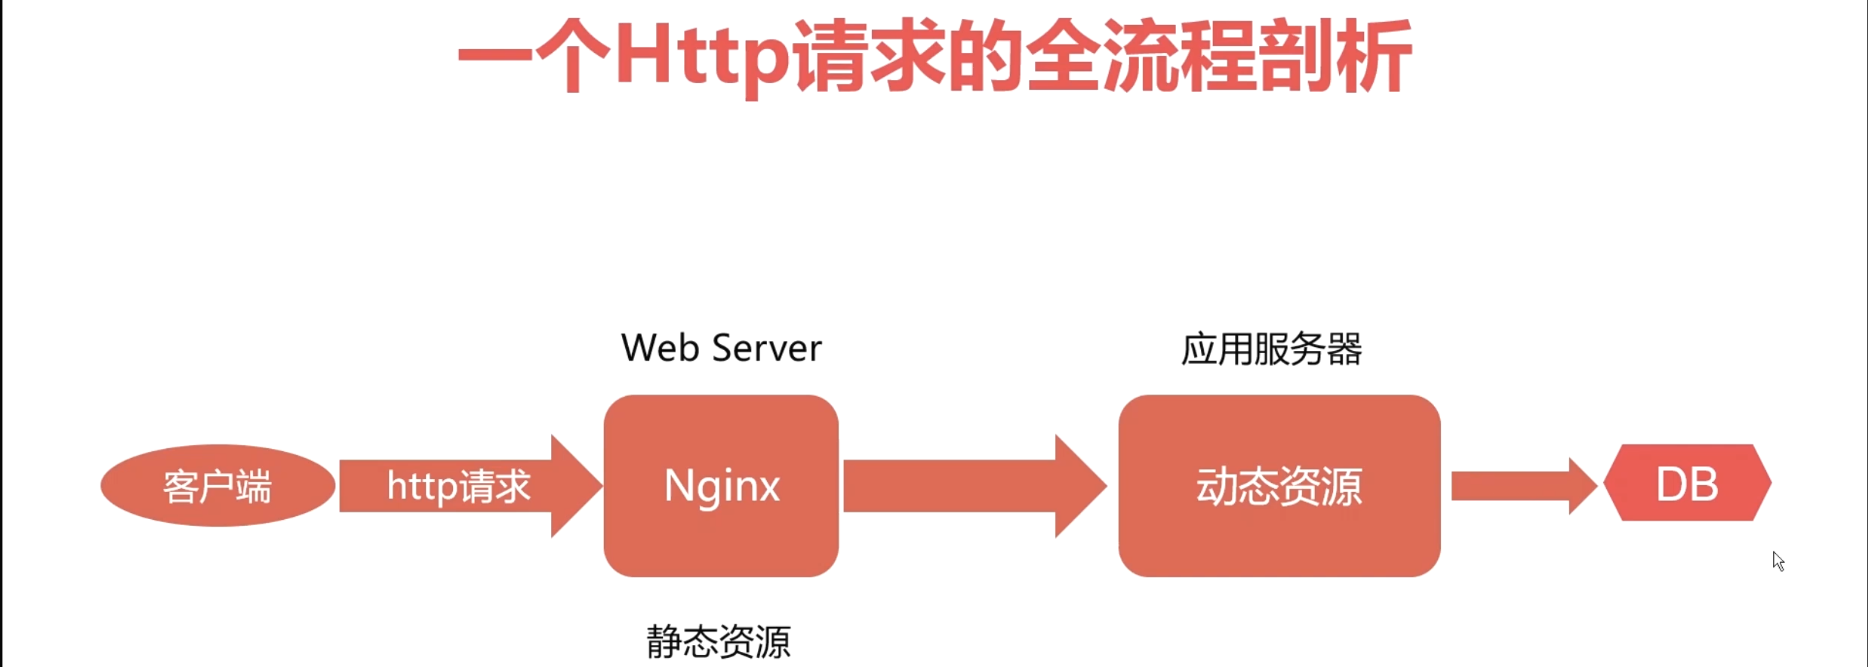 一个Http请求的全流程剖析
Web Server
应用服务器
客户端
http请求
Nginx
动态资源
DB
静态资源